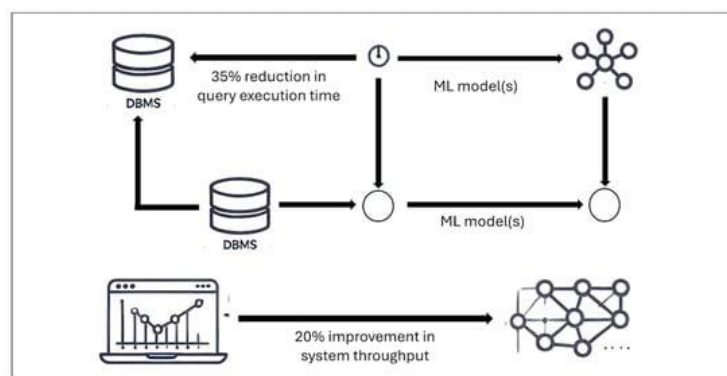 35% reduction in
query execution time
ML model(s)
DBMS
DBMS
ML model(s)
20% improvement in
system throughput